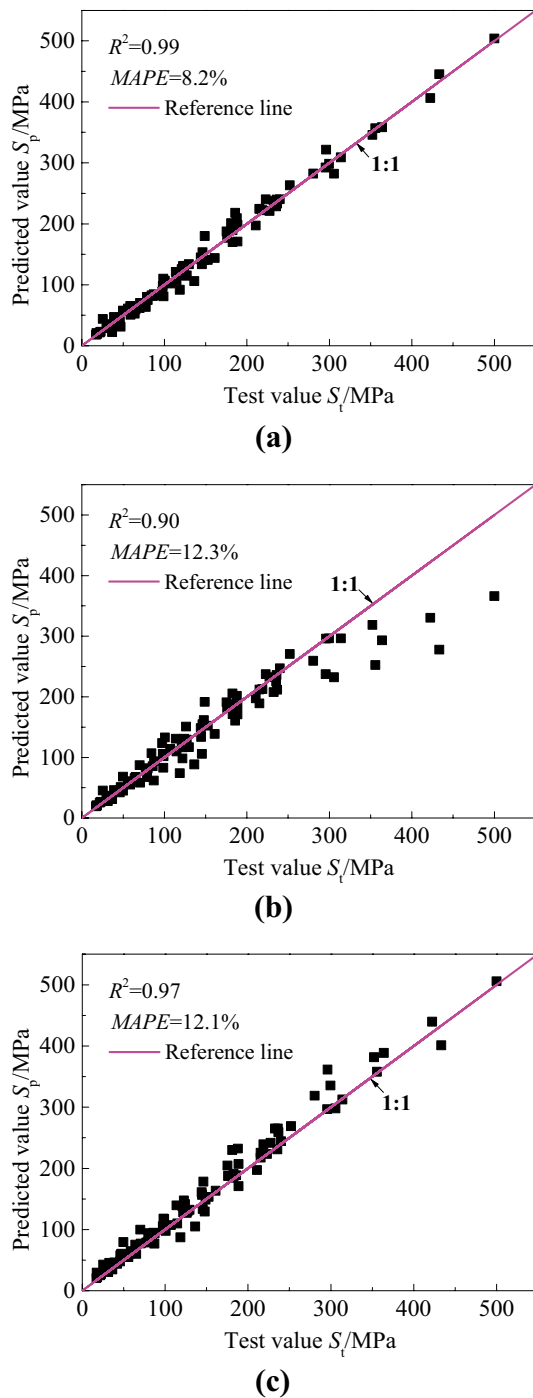 R²=0.99
MAPE=8.2%
Reference line
1:1
500
400
300
200
100
0
Predicted value Sp/MPa
0 100 200 300 400 500
Test value St/MPa
(a)
R²=0.90
MAPE=12.3%
Reference line
1:1
500
400
300
200
100
0
Predicted value Sp/MPa
0 100 200 300 400 500
Test value St/MPa
(b)
R²=0.97
MAPE=12.1%
Reference line
1:1
500
400
300
200
100
0
Predicted value Sp/MPa
0 100 200 300 400 500
Test value St/MPa
(c)